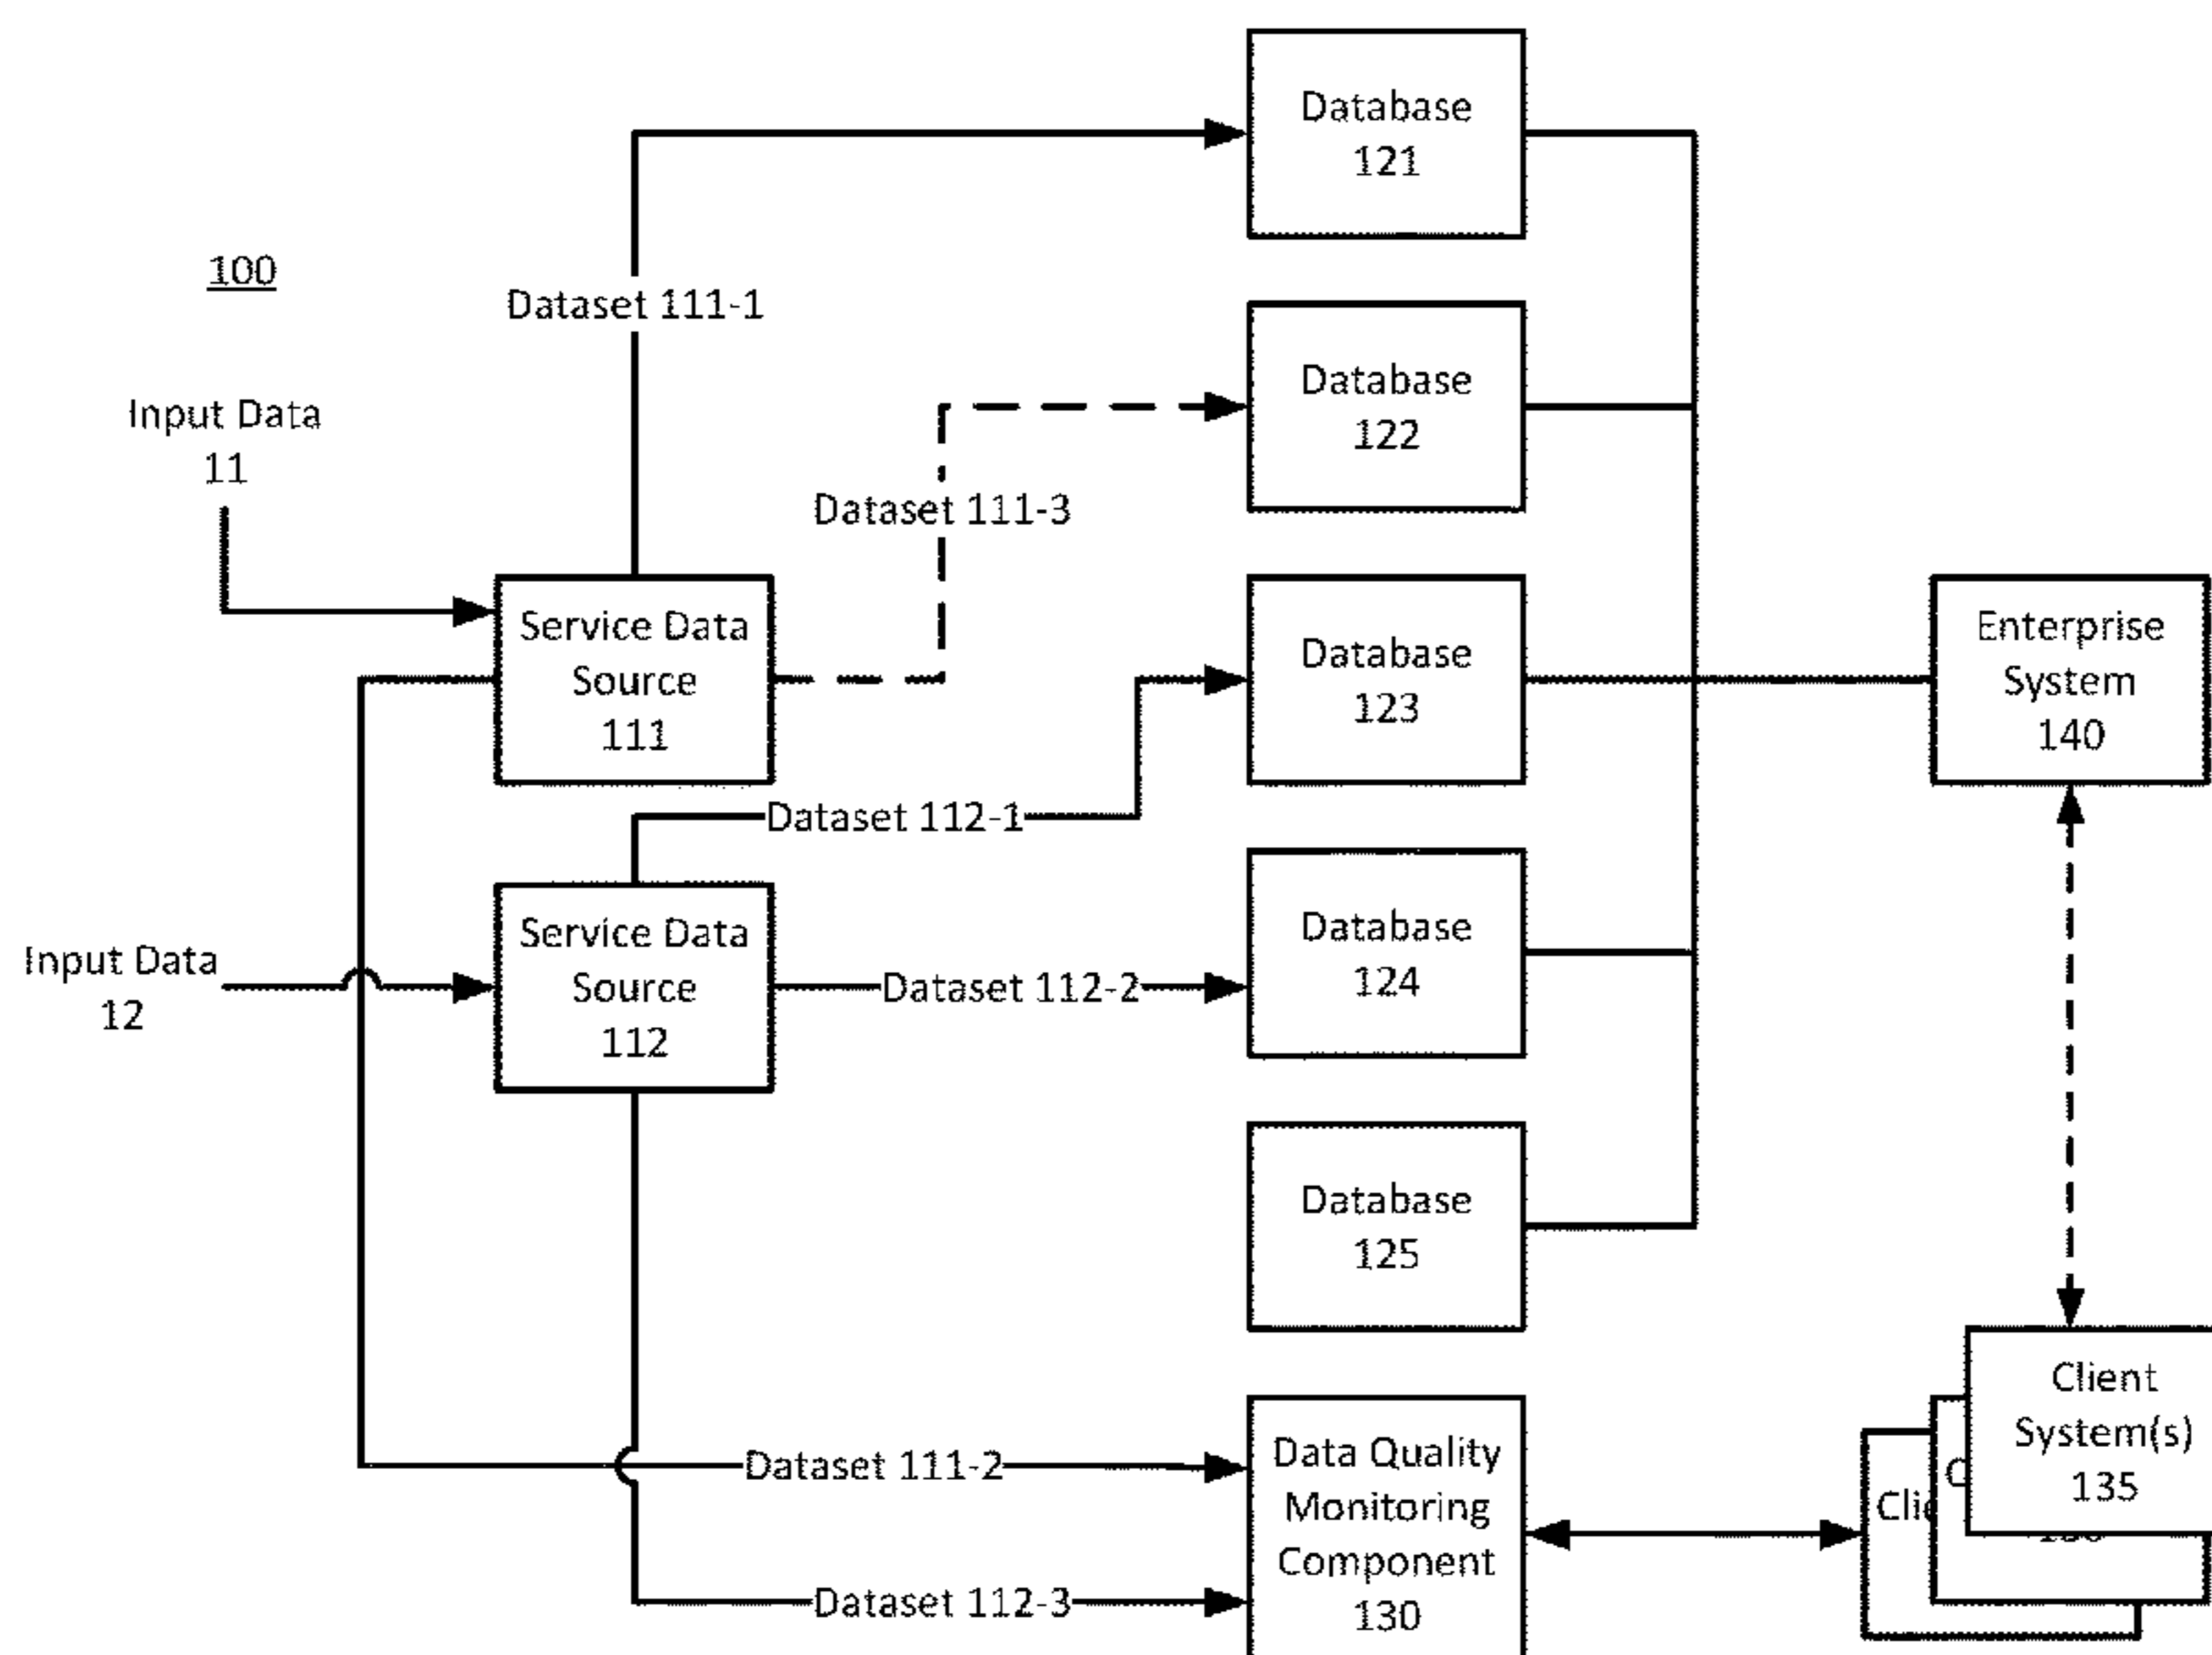 100
Input Data
11
Input Data
12
Dataset 111-1
Dataset 111-3
Service Data
Source
111
Dataset 112-1
Service Data
Source
112
Dataset 112-2
Dataset 111-2
Dataset 112-3
Database
121
Database
122
Database
123
Database
124
Database
125
Data Quality
Monitoring
Component
130
Enterprise
System
140
Client
System(s)
135